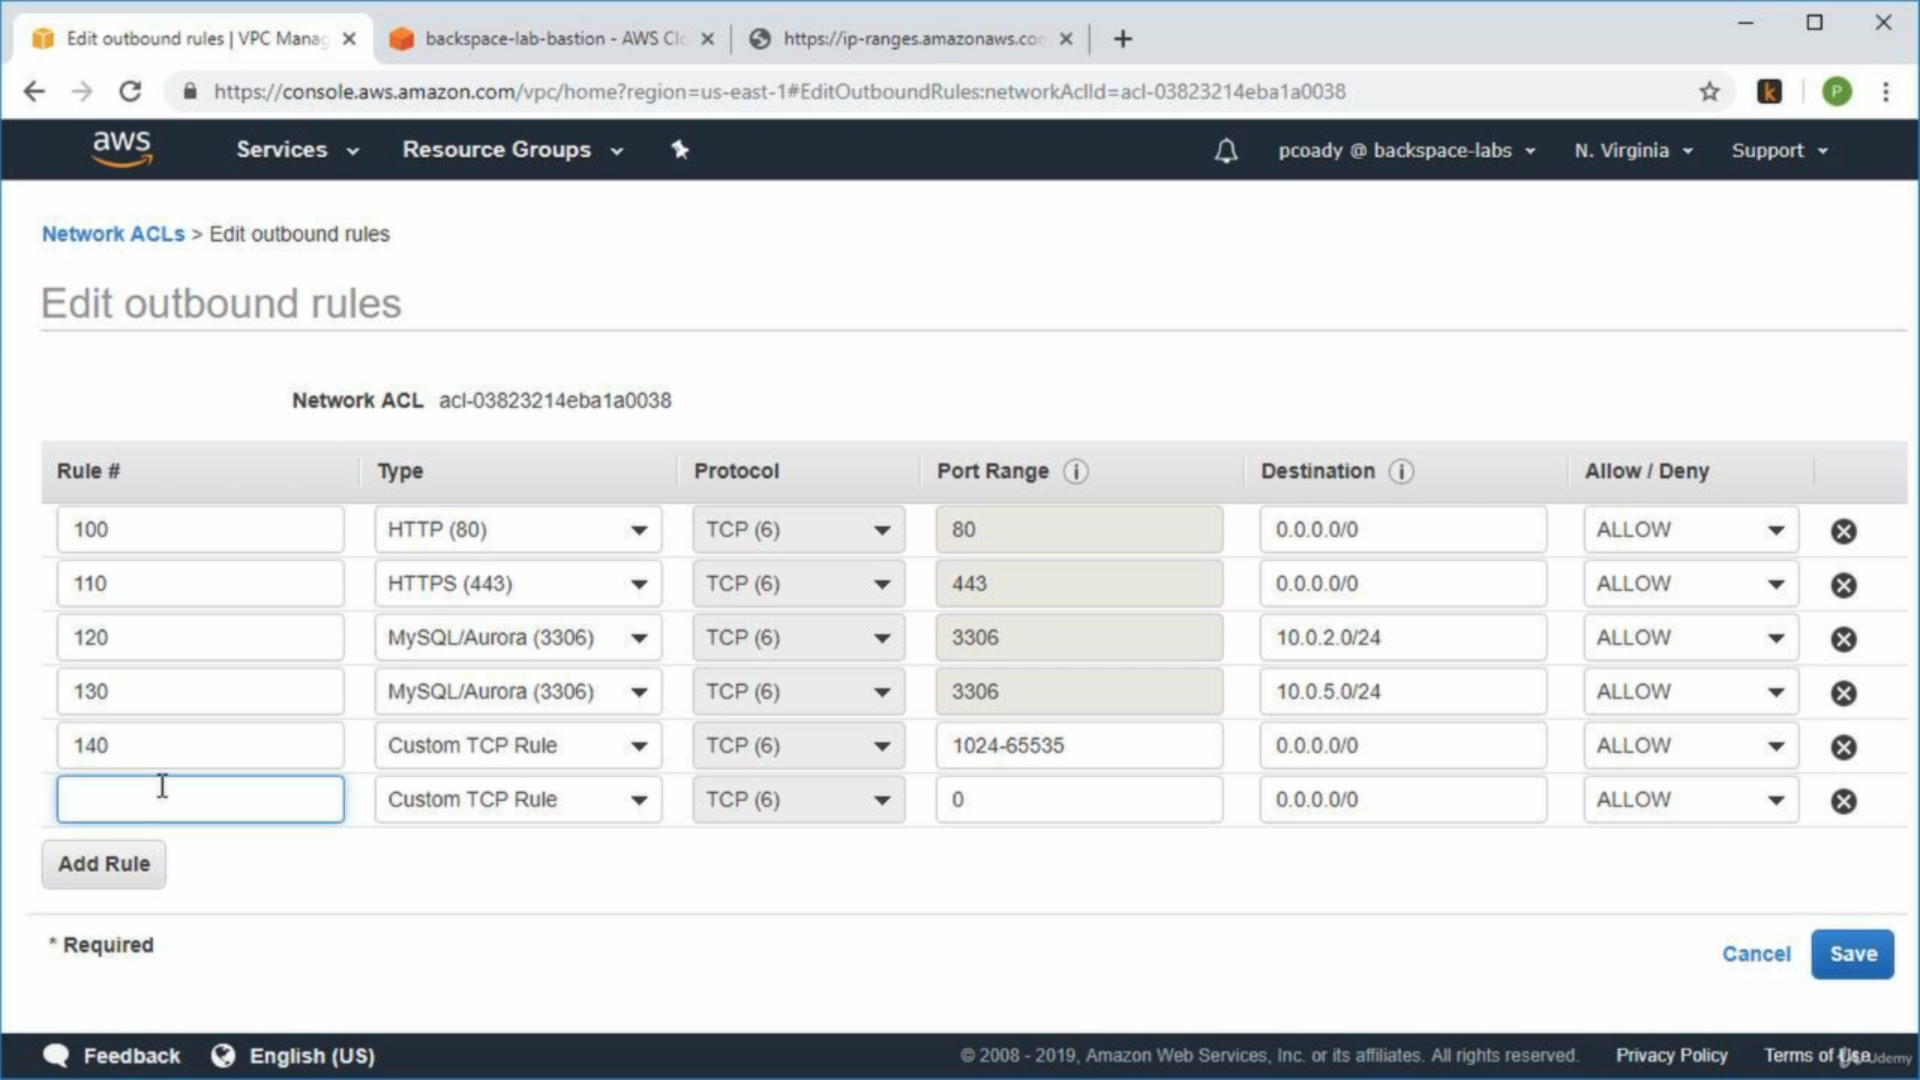 Edit outbound rules | VPC Manag
backspace-lab-bastion - AWS Clo
https://ip-ranges.amazonaws.con
https://console.aws.amazon.com/vpc/home?region=us-east-1#EditOutboundRules:networkAclId=acl-03823214eba1a0038
k
P
aws
Services
Resource Groups
pcoady @ backspace-labs
N. Virginia
Support
Network ACLs > Edit outbound rules
Edit outbound rules
Network ACL acl-03823214eba1a0038
Rule # Type Protocol Port Range i Destination i Allow / Deny
100 HTTP (80) TCP (6) 80 0.0.0.0/0 ALLOW
110 HTTPS (443) TCP (6) 443 0.0.0.0/0 ALLOW
120 MySQL/Aurora (3306) TCP (6) 3306 10.0.2.0/24 ALLOW
130 MySQL/Aurora (3306) TCP (6) 3306 10.0.5.0/24 ALLOW
140 Custom TCP Rule TCP (6) 1024-65535 0.0.0.0/0 ALLOW
Custom TCP Rule TCP (6) 0 0.0.0.0/0 ALLOW
Add Rule
* Required
Cancel Save
Feedback English (US)
© 2008 - 2019, Amazon Web Services, Inc. or its affiliates. All rights reserved. Privacy Policy Terms of Use
Udemy